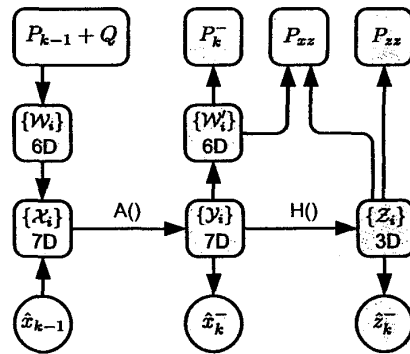 P_{k-1} + Q
P_k^-
P_{xz}
P_{zz}
{W_i}
6D
{W'_i}
6D
{X_i}
7D
A()
{Y_i}
7D
H()
{Z_i}
3D
x̂_{k-1}
x̂_k^-
ẑ_k^-